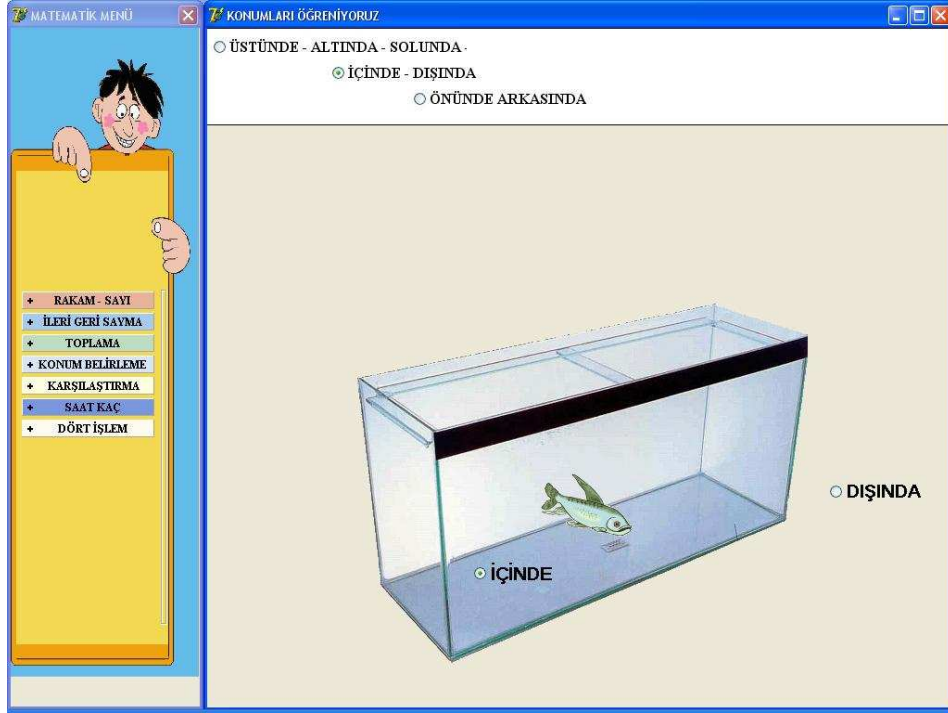 MATEMATİK MENÜ
KONUMLARI ÖĞRENİYORUZ
ÜSTÜNDE - ALTINDA - SOLUNDA -
İÇİNDE - DIŞINDA
ÖNÜNDE ARKASINDA
+ RAKAM - SAYI
+ İLERİ GERİ SAYMA
+ TOPLAMA
+ KONUM BELİRLEME
+ KARŞILAŞTIRMA
+ SAAT KAÇ
+ DÖRT İŞLEM
DIŞINDA
İÇİNDE